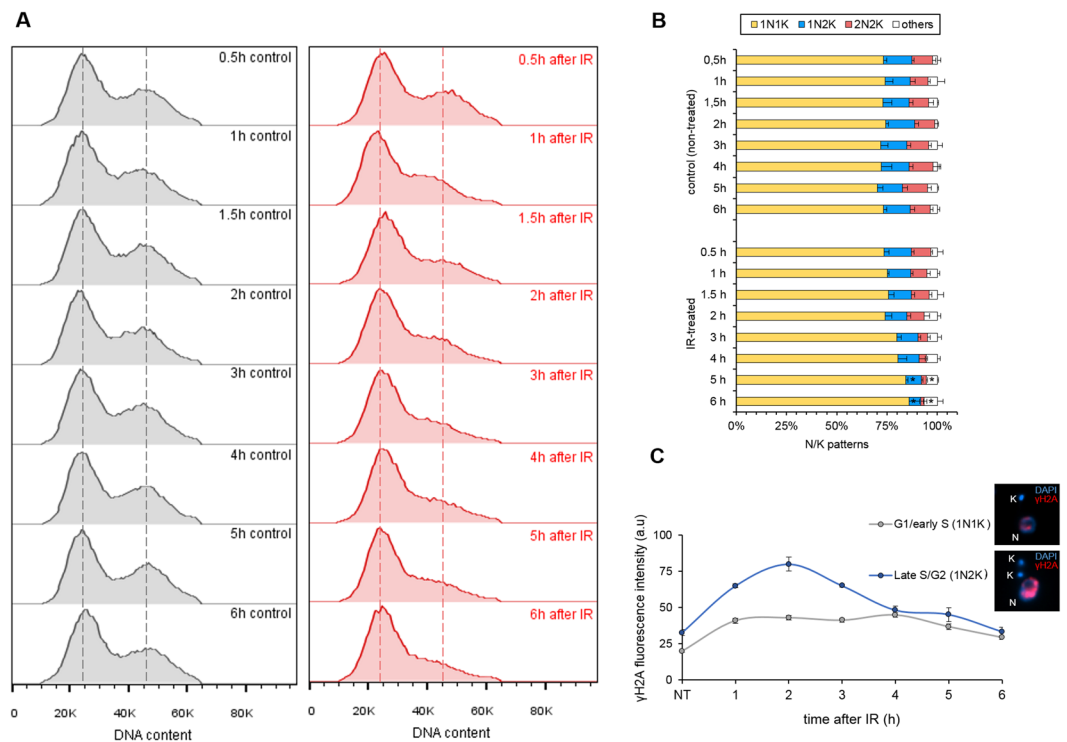 A
0.5h control
1h control
1.5h control
2h control
3h control
4h control
5h control
6h control
0 20K 40K 60K 80K
DNA content
0.5h after IR
1h after IR
1.5h after IR
2h after IR
3h after IR
4h after IR
5h after IR
6h after IR
0 20K 40K 60K 80K
DNA content
B
1N1K 1N2K 2N2K others
control (non-treated)
0,5h
1h
1,5h
2h
3h
4h
5h
6h
IR-treated
0.5 h
1 h
1.5 h
2 h
3 h
4 h
5 h
* *
6 h
* * *
0% 25% 50% 75% 100%
N/K patterns
C
DAPI
γH2A
K
N
DAPI
γH2A
K
K
N
G1/early S (1N1K)
Late S/G2 (1N2K)
γH2A fluorescence intensity (a.u)
100
75
50
25
0
NT 1 2 3 4 5 6
time after IR (h)